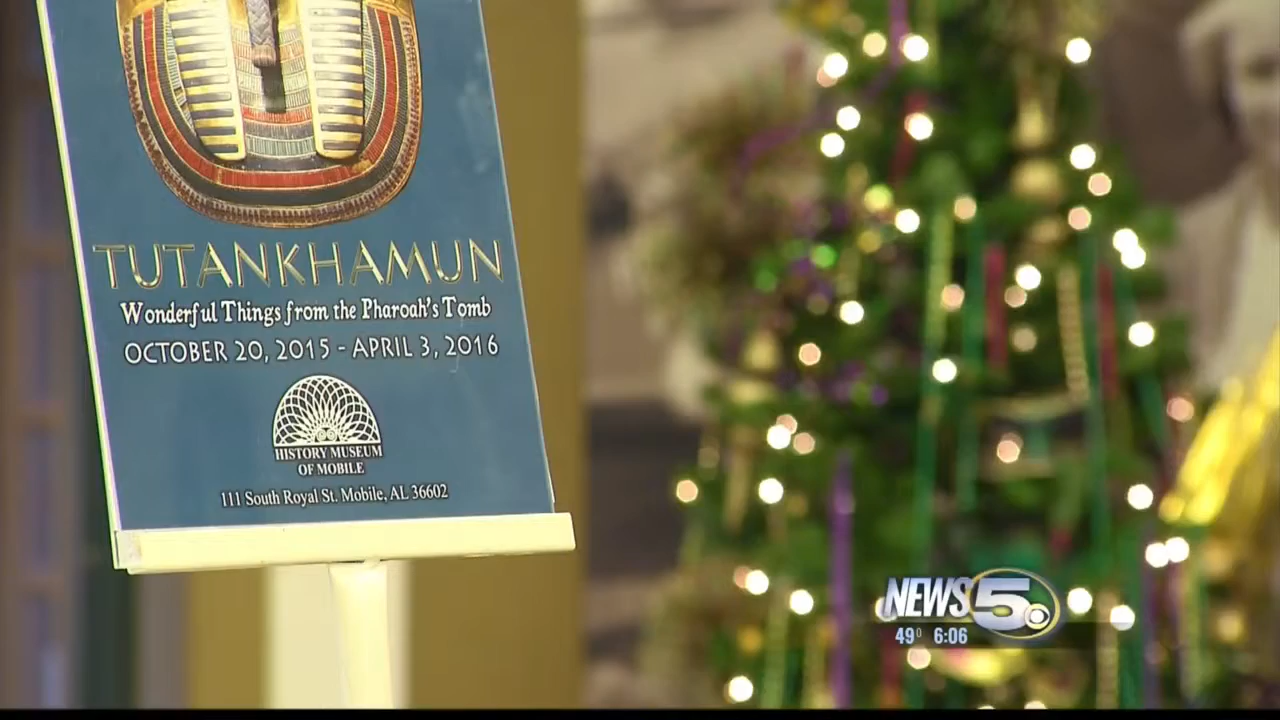 TUTANKHAMUN
Wonderful Things from the Pharoah's Tomb
OCTOBER 20, 2015 - APRIL 3, 2016
HISTORY MUSEUM
OF MOBILE
111 South Royal St. Mobile, AL 36602
NEWS 5
49° 6:06